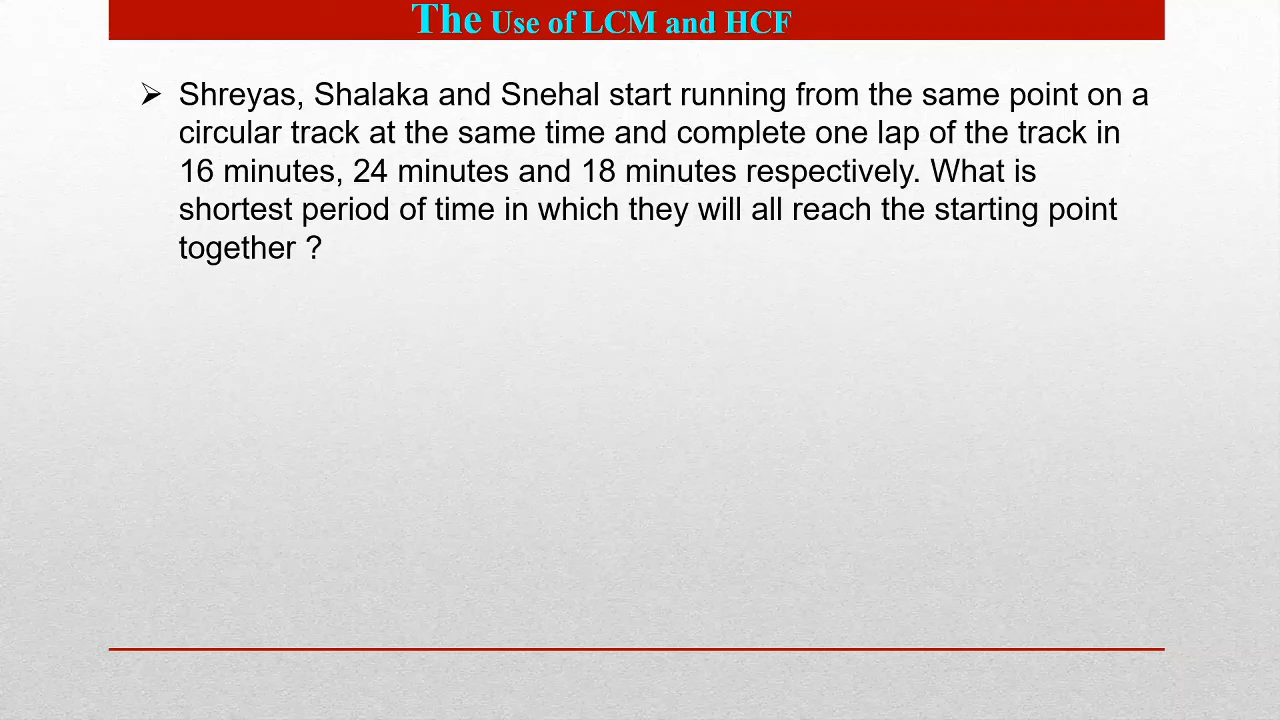 The Use of LCM and HCF
➢ Shreyas, Shalaka and Snehal start running from the same point on a
circular track at the same time and complete one lap of the track in
16 minutes, 24 minutes and 18 minutes respectively. What is
shortest period of time in which they will all reach the starting point
together ?